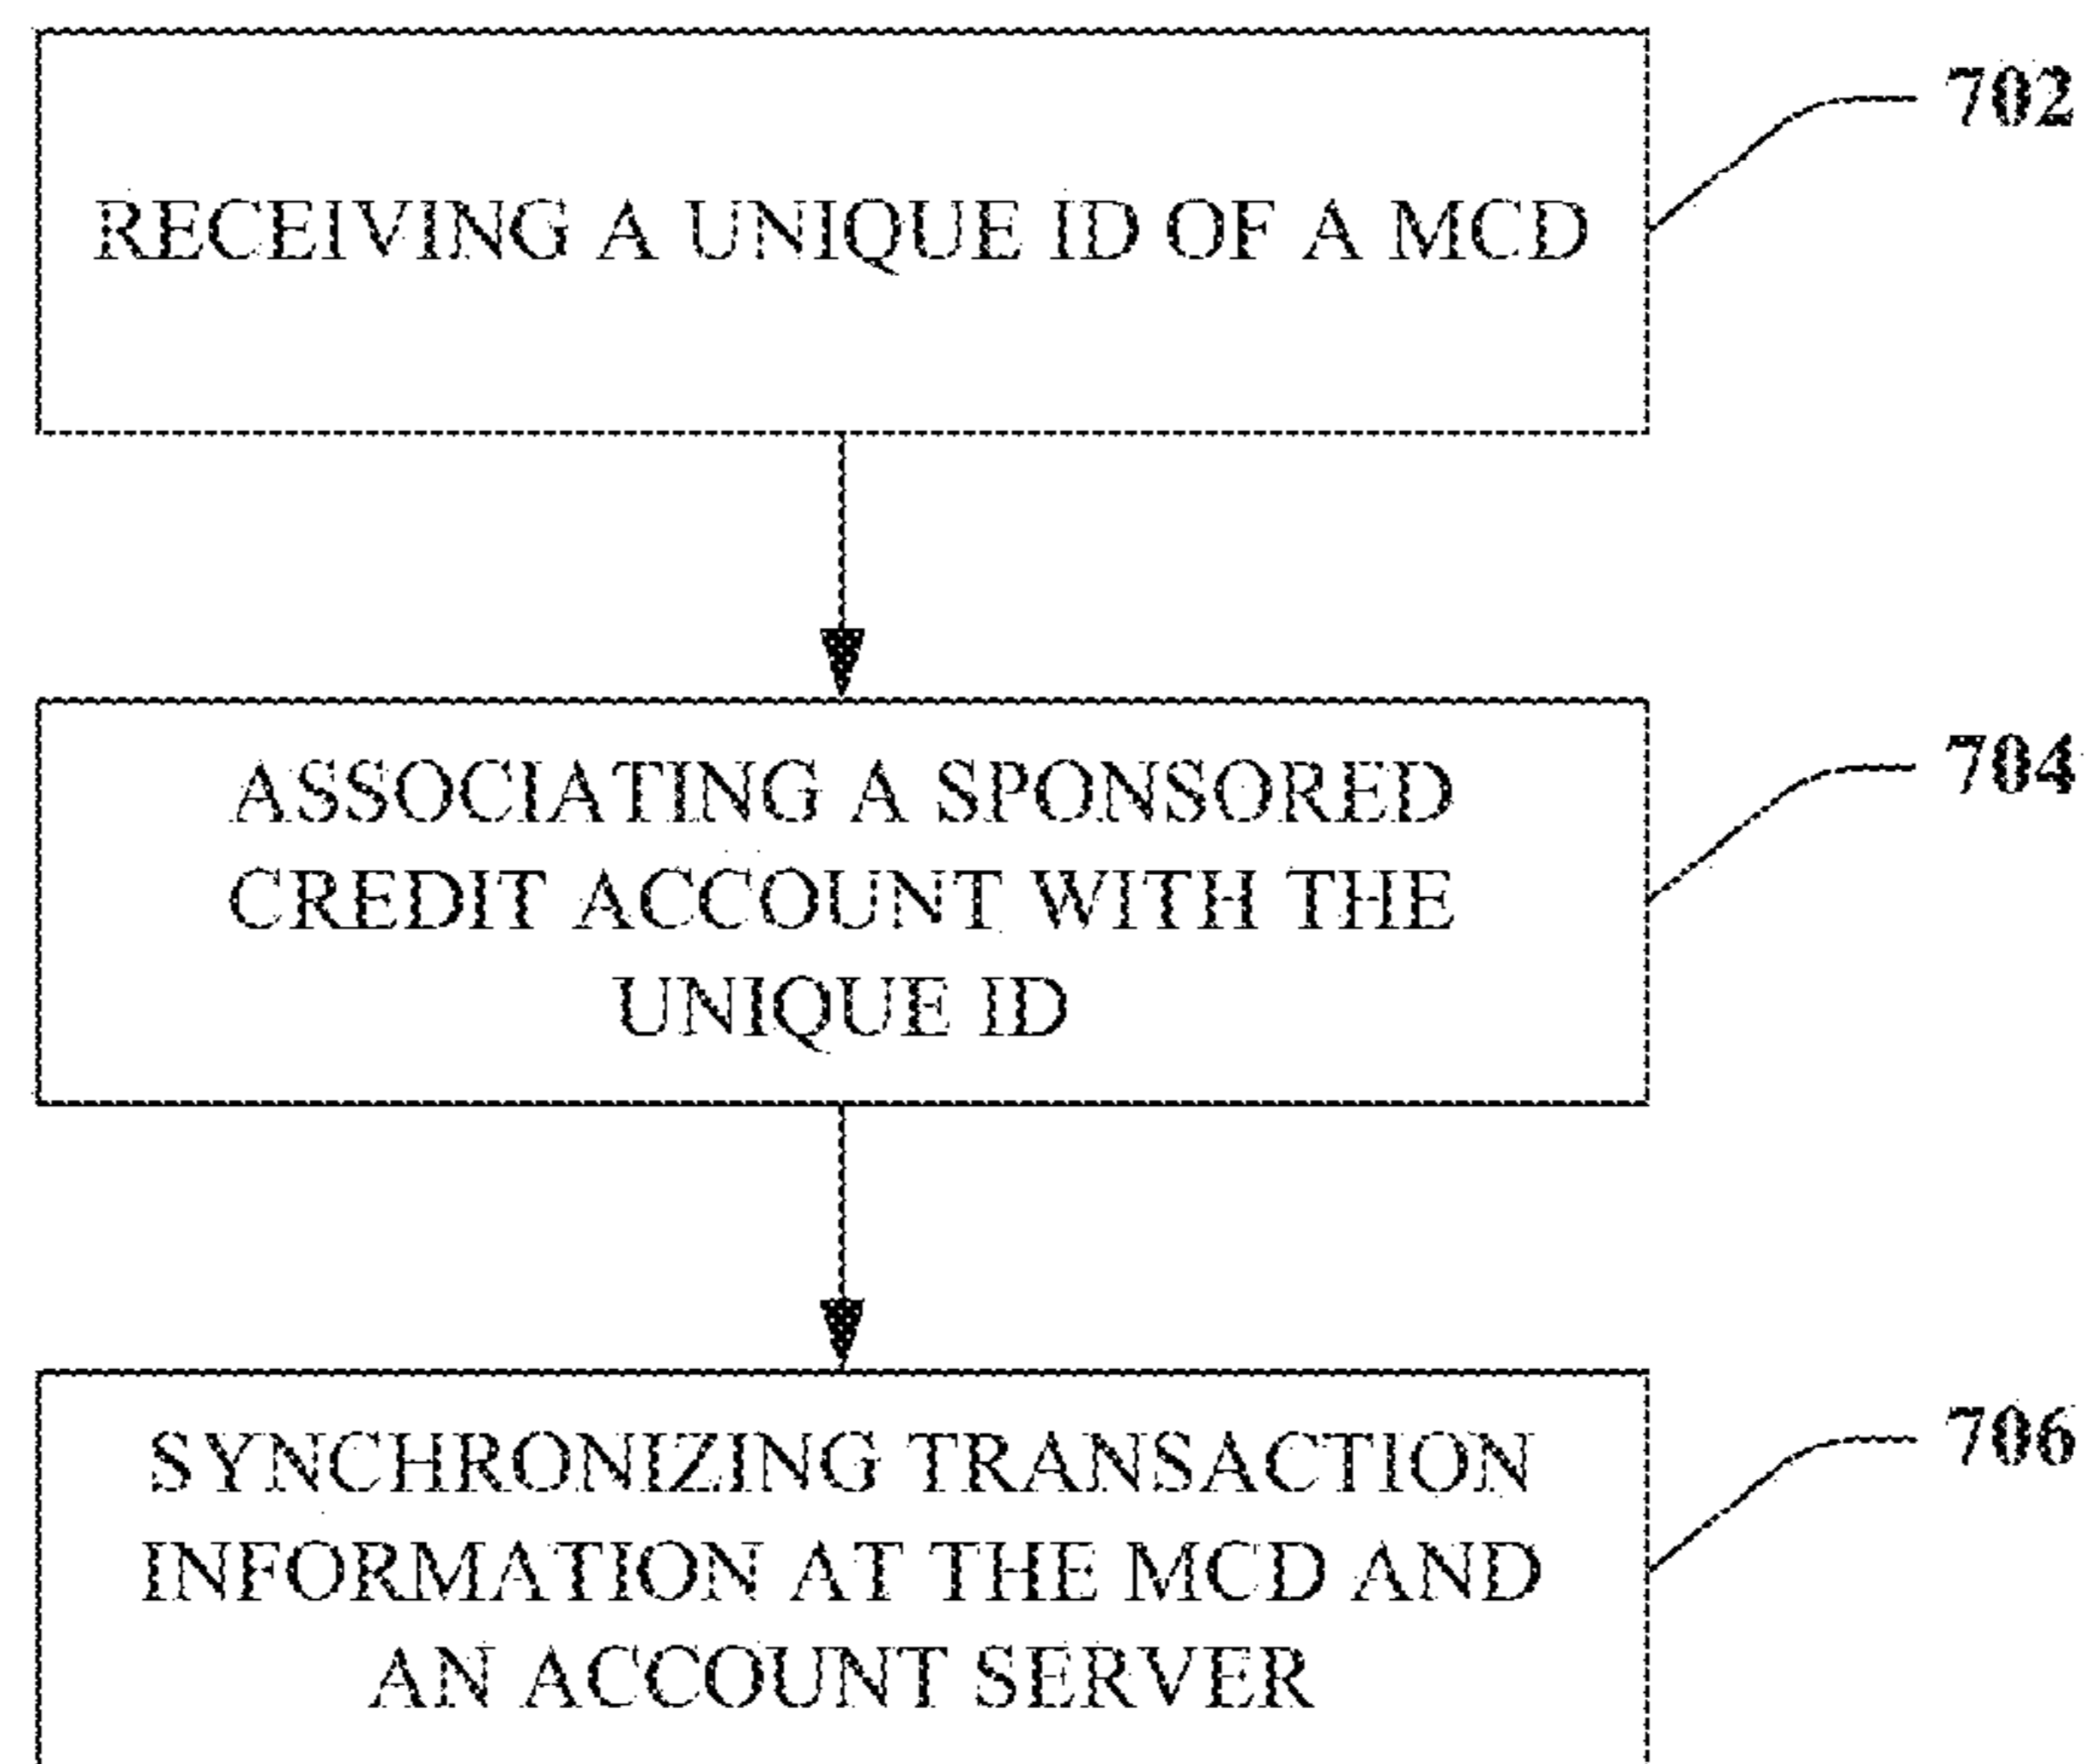 702
RECEIVING A UNIQUE ID OF A MCD
704
ASSOCIATING A SPONSORED
CREDIT ACCOUNT WITH THE
UNIQUE ID
706
SYNCHRONIZING TRANSACTION
INFORMATION AT THE MCD AND
AN ACCOUNT SERVER